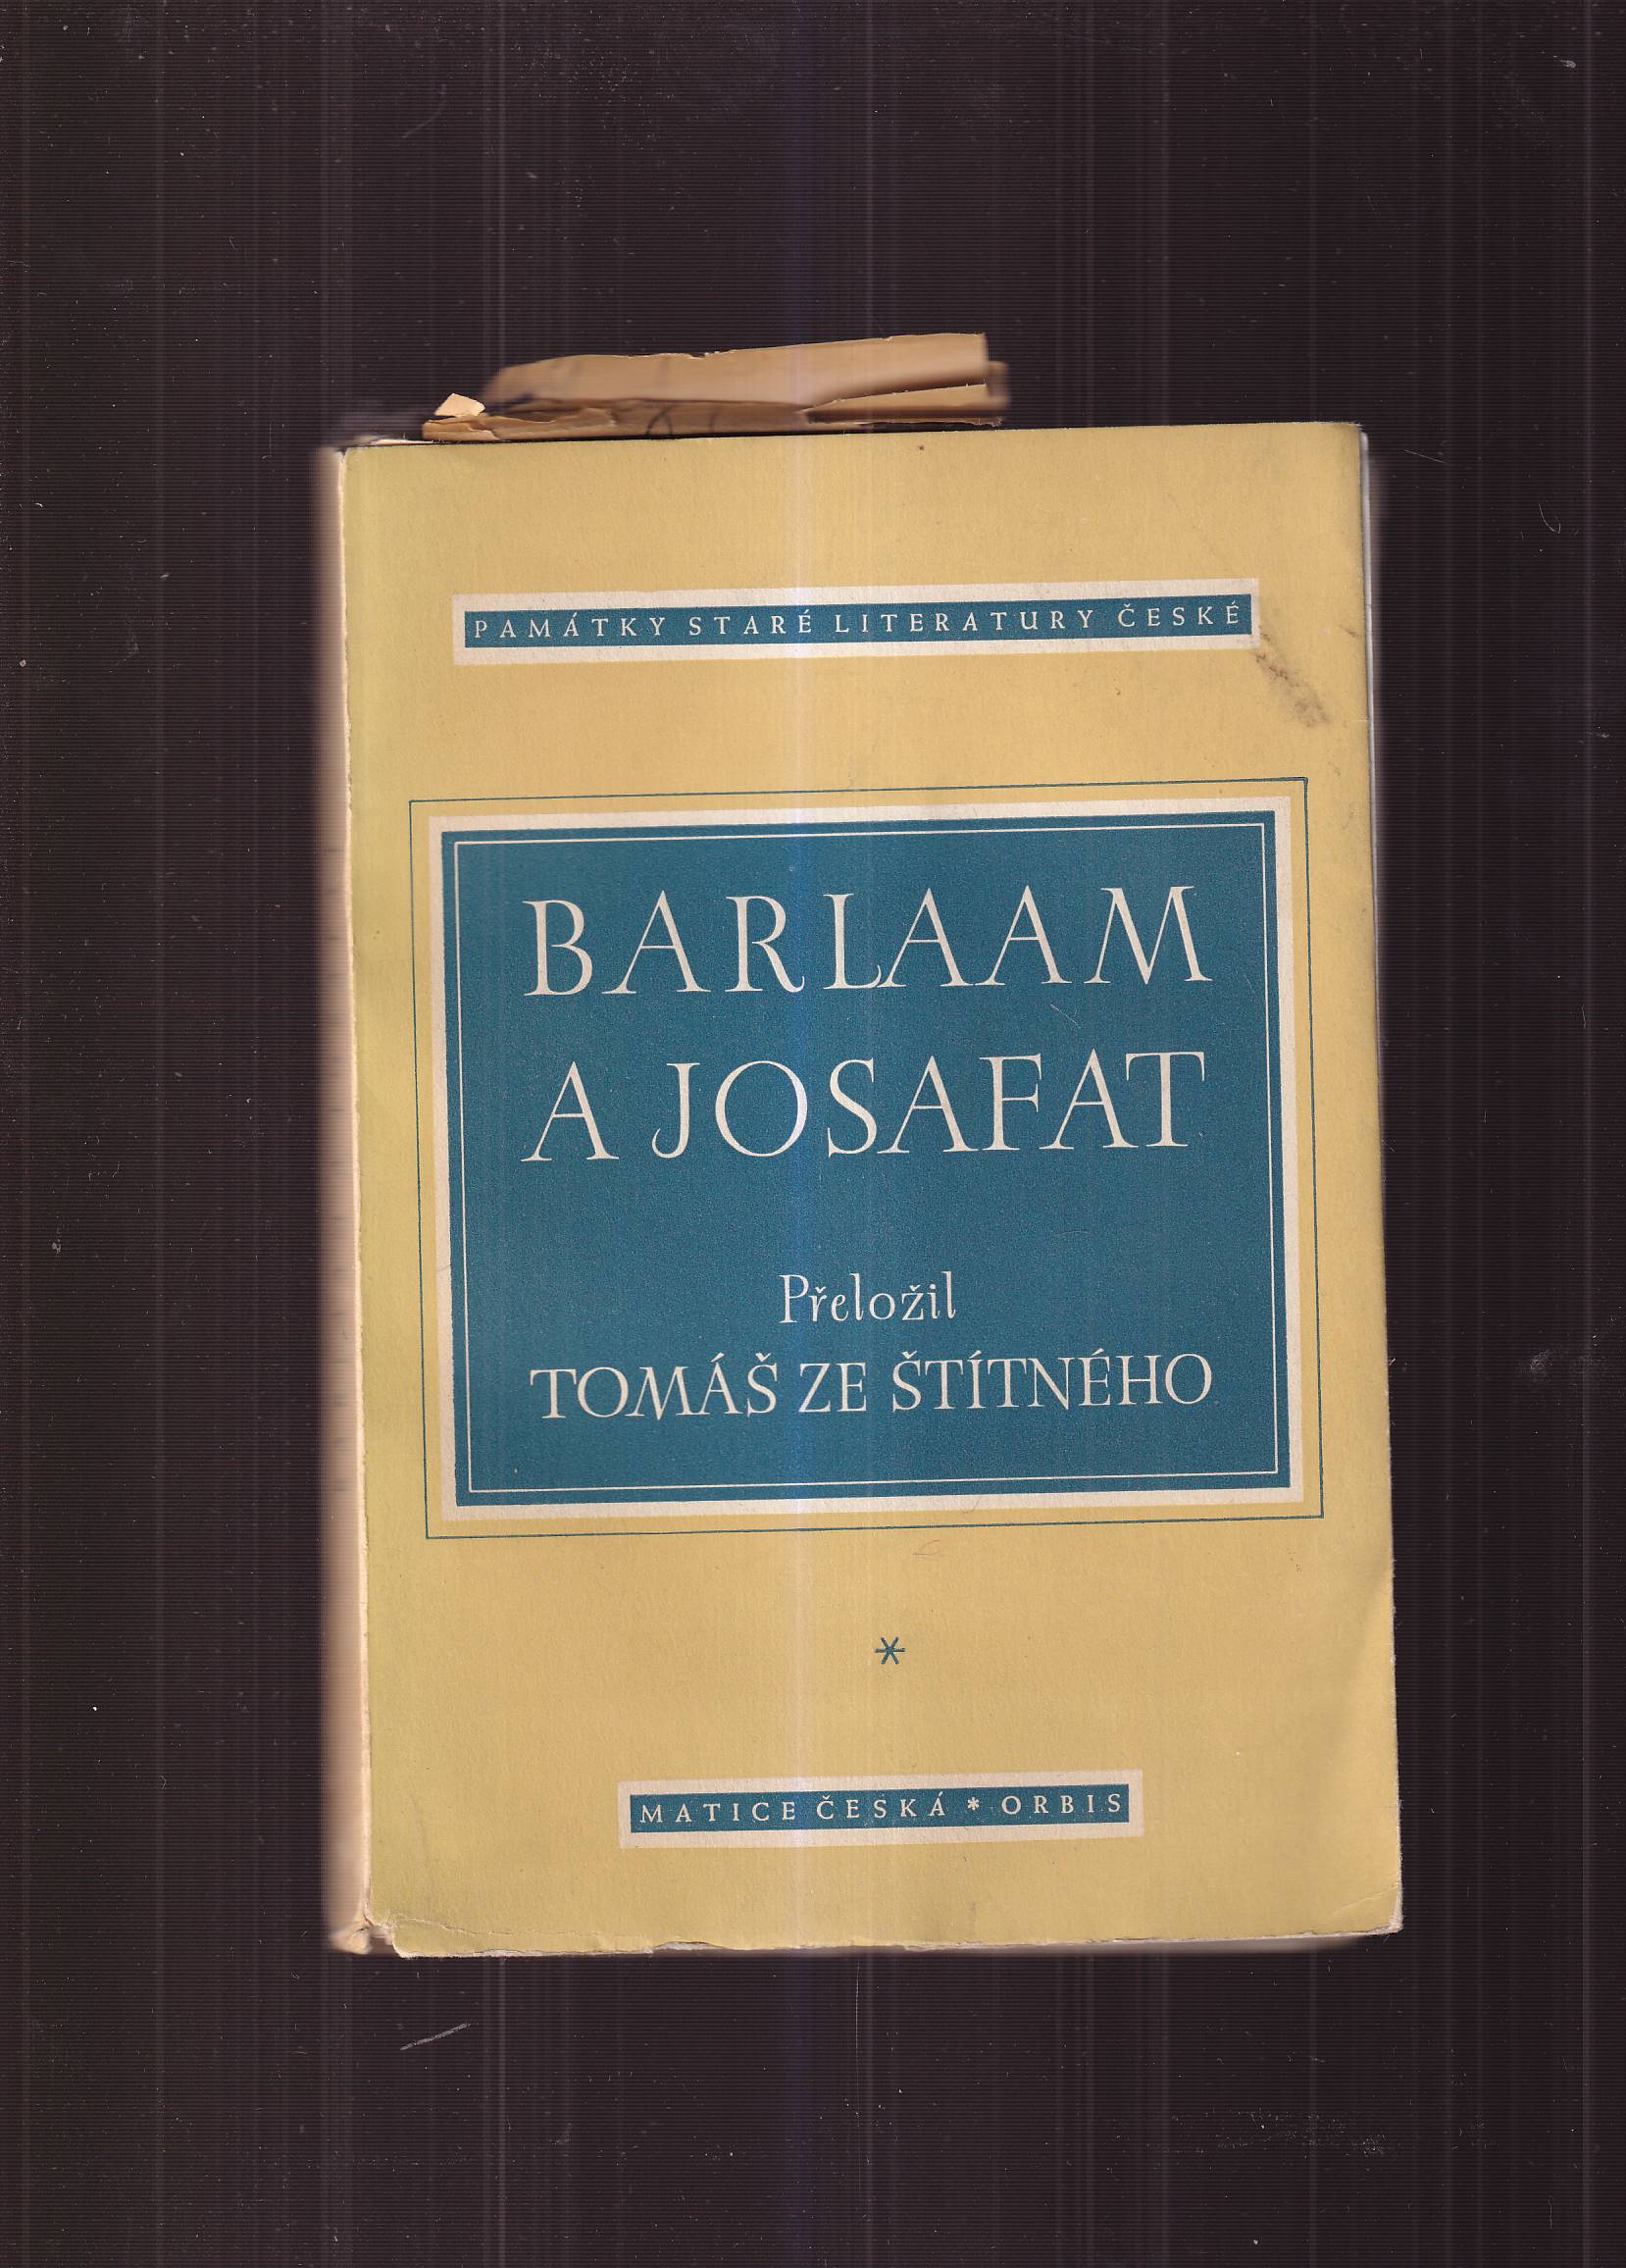 PAMÁTKY STARÉ LITERATURY ČESKÉ
BARLAAM
A JOSAFAT
Přeložil
TOMÁŠ ZE ŠTÍTNÉHO
*
MATICE ČESKÁ * ORBIS